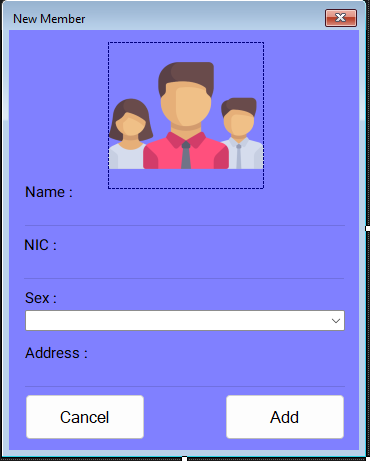 New Member
Name :
NIC :
Sex :
Address :
Cancel Add